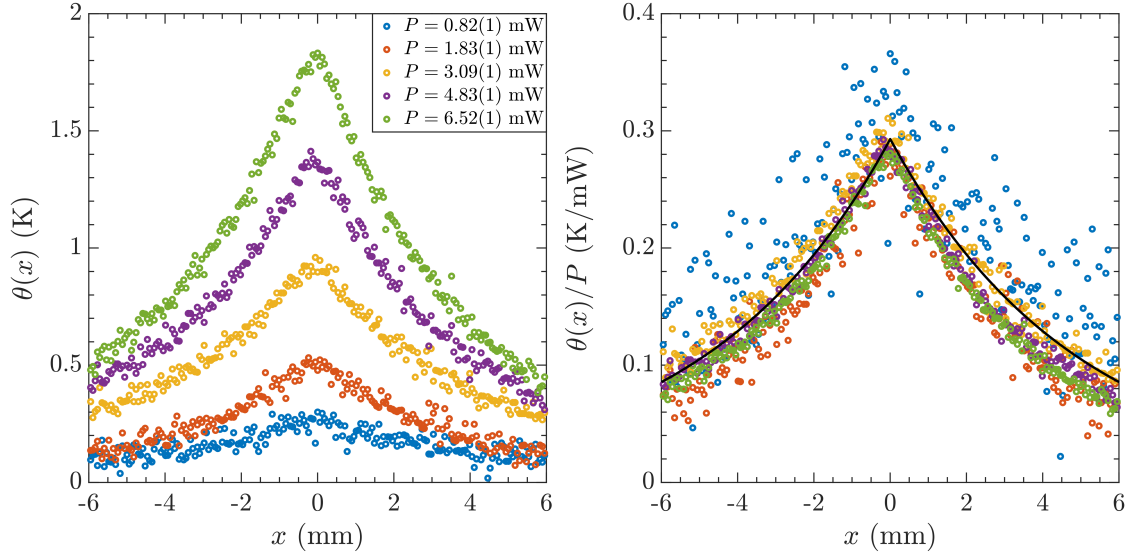 2
1.5
1
0.5
0
θ(x) (K)
-6 -4 -2 0 2 4 6
x (mm)
P = 0.82(1) mW
P = 1.83(1) mW
P = 3.09(1) mW
P = 4.83(1) mW
P = 6.52(1) mW
0.4
0.3
0.2
0.1
0
θ(x)/P (K/mW)
-6 -4 -2 0 2 4 6
x (mm)